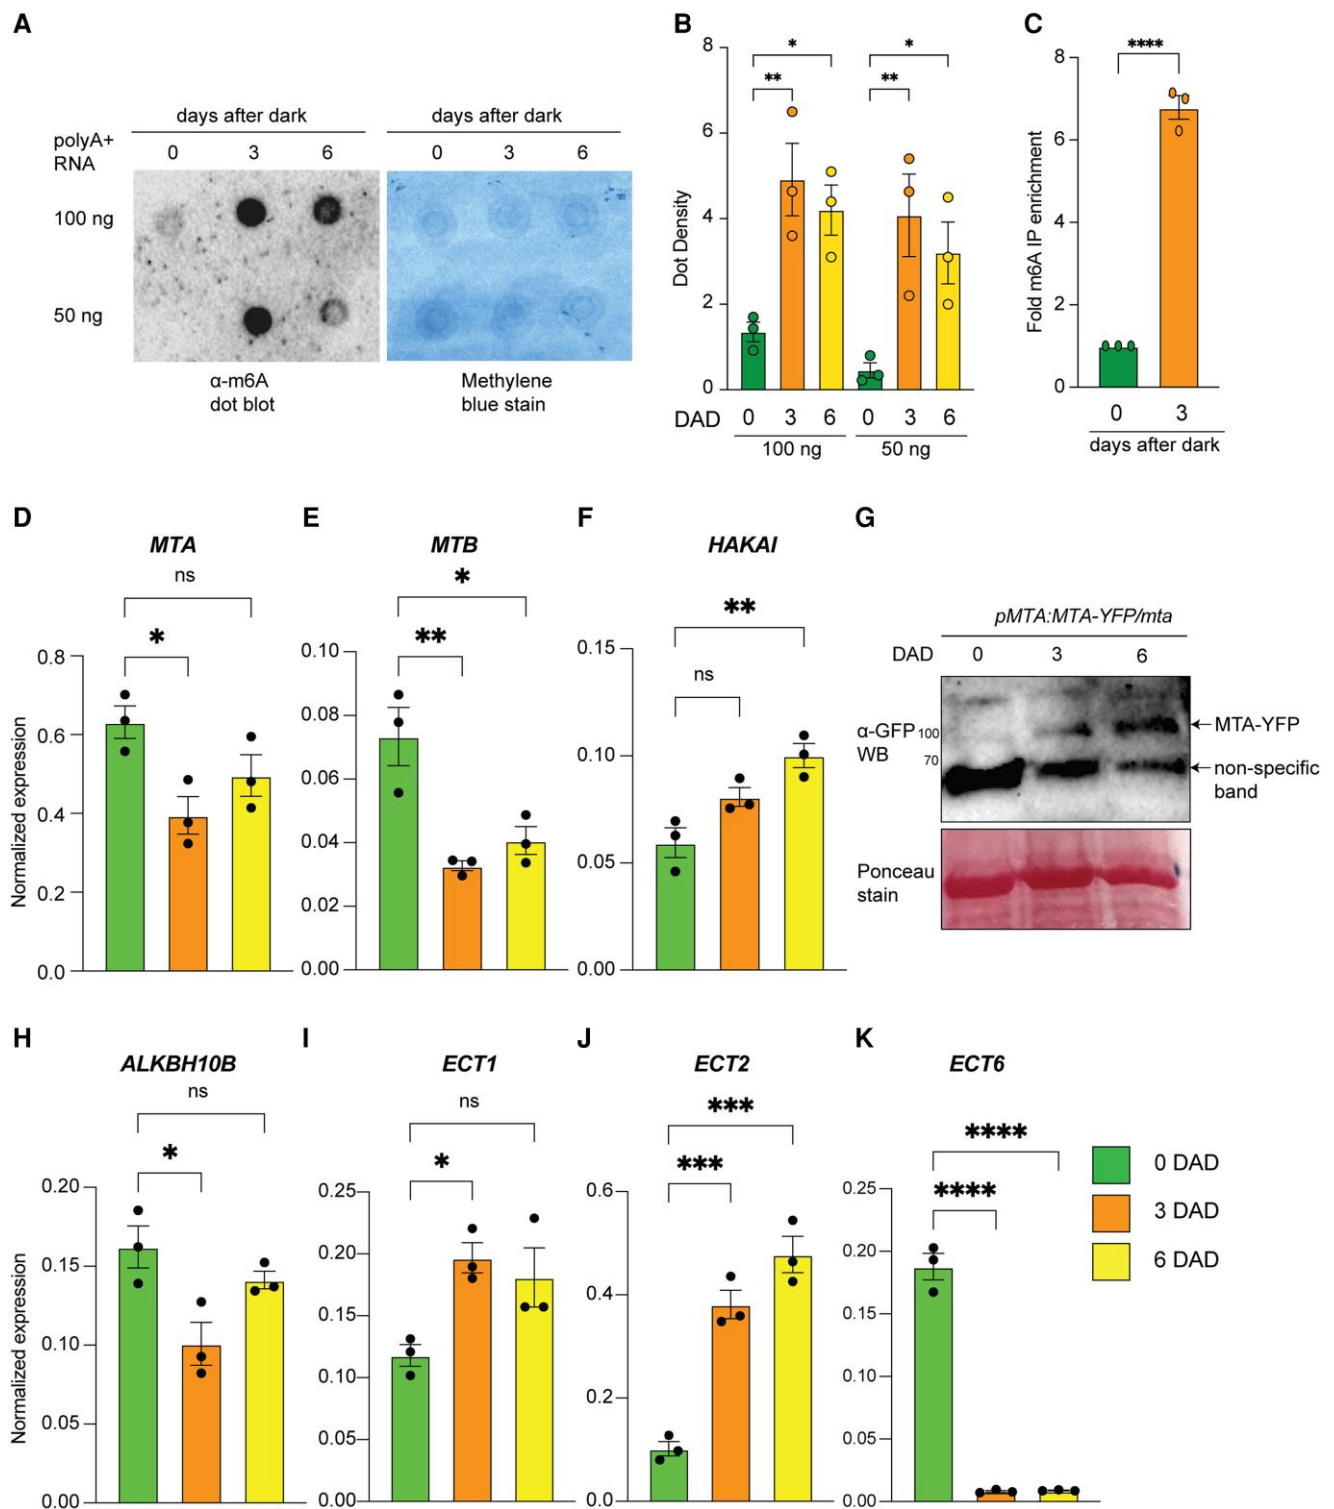 A
days after dark
days after dark
polyA+
RNA
0 3 6
0 3 6
100 ng
50 ng
α-m6A
dot blot
Methylene
blue stain
B
* *
** **
8
6
4
2
0
Dot Density
DAD 0 3 6 0 3 6
100 ng 50 ng
C
****
8
6
4
2
0
Fold m6A IP enrichment
0 3
days after dark
D
MTA
ns
*
0.8
0.6
0.4
0.2
0.0
Normalized expression
E
MTB
*
**
0.10
0.08
0.06
0.04
0.02
0.00
F
HAKAI
**
ns
0.15
0.10
0.05
0.00
G
pMTA:MTA-YFP/mta
DAD 0 3 6
α-GFP
WB
100
70
MTA-YFP
non-specific
band
Ponceau
stain
H
ALKBH10B
ns
*
0.20
0.15
0.10
0.05
0.00
Normalized expression
I
ECT1
ns
*
0.25
0.20
0.15
0.10
0.05
0.00
J
ECT2
***
***
0.6
0.4
0.2
0.0
K
ECT6
****
****
0.25
0.20
0.15
0.10
0.05
0.00
0 DAD
3 DAD
6 DAD